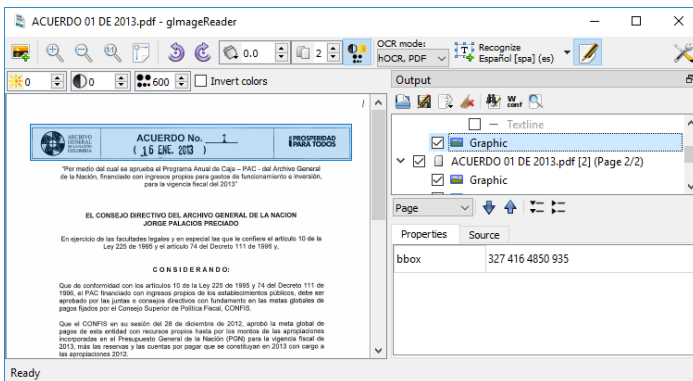 ACUERDO 01 DE 2013.pdf - gImageReader
0.0
2
OCR mode:
hOCR, PDF
Recognize
Español [spa] (es)
0
0
600
Invert colors
Output
ARCHIVO
GENERAL
DE LA NACIÓN
COLOMBIA
ACUERDO No. 1
( 16 ENE. 2013 )
PROSPERIDAD
PARA TODOS
"Por medio del cual se aprueba el Programa Anual de Caja – PAC - del Archivo General
de la Nación, financiado con ingresos propios para gastos de funcionamiento e inversión,
para la vigencia fiscal del 2013"
EL CONSEJO DIRECTIVO DEL ARCHIVO GENERAL DE LA NACION
JORGE PALACIOS PRECIADO
En ejercicio de las facultades legales y en especial las que le confiere el artículo 10 de la
Ley 225 de 1995 y el artículo 74 del Decreto 111 de 1996 y,
CONSIDERANDO:
Que de conformidad con los artículos 10 de la Ley 225 de 1995 y 74 del Decreto 111 de
1996, el PAC financiado con ingresos propios de los establecimientos públicos, debe ser
aprobado por las juntas o consejos directivos con fundamento en las metas globales de
pagos fijados por el Consejo Superior de Política Fiscal, CONFIS.
Que el CONFIS en su sesión del 28 de diciembre de 2012, aprobó la meta global de
pagos de esta entidad con recursos propios hasta por los montos de las apropiaciones
incorporadas en el Presupuesto General de la Nación (PGN) para la vigencia fiscal de
2013, más las reservas y las cuentas por pagar que se constituyan en 2013 con cargo a
las apropiaciones 2012.
Textline
Graphic
ACUERDO 01 DE 2013.pdf [2] (Page 2/2)
Graphic
Page
Properties
Source
bbox
327 416 4850 935
Ready